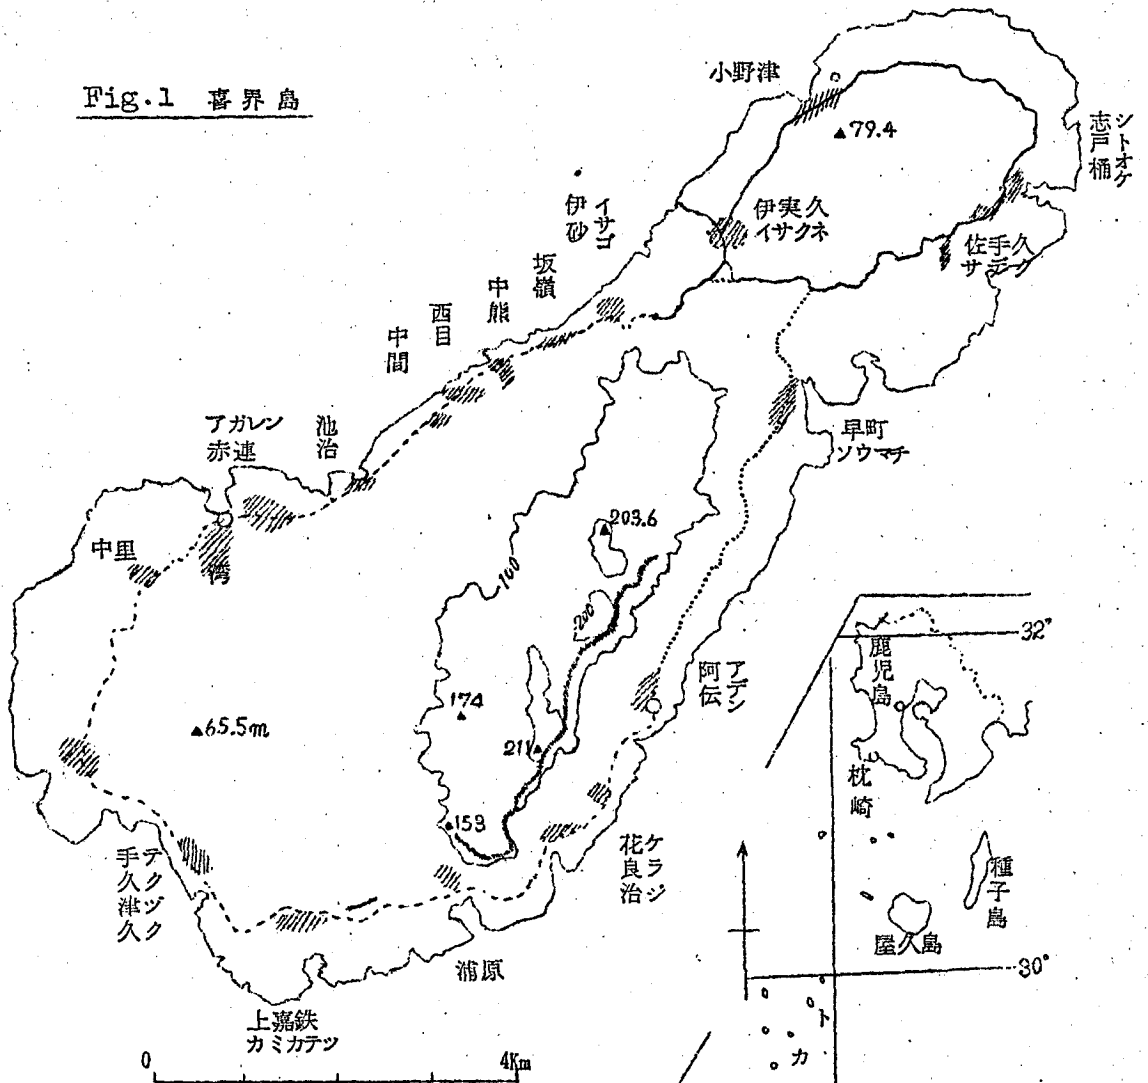 Fig.1 喜界島
小野津
▲79.4
シトオケ
志戸桶
伊実久
イサクネ
佐手久
サデク
イサゴ
伊砂
坂嶺
中熊
西目
中間
アガレン
赤連
池治
早町
ソウマチ
中里
湾
▲203.6
100
200
アデン
阿伝
174
▲65.5m
211
153
ケラジ
花良治
テクヅク
手久津久
浦原
上嘉鉄
カミカテツ
0
4Km
32°
鹿児島
枕崎
種子島
屋久島
30°
ト
カ